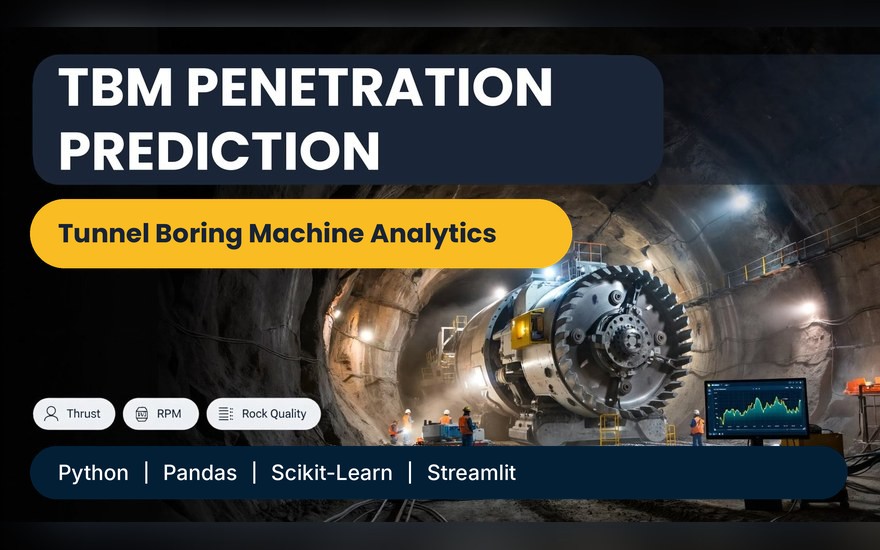 TBM PENETRATION
PREDICTION
Tunnel Boring Machine Analytics
Thrust
RPM
Rock Quality
Python | Pandas | Scikit-Learn | Streamlit